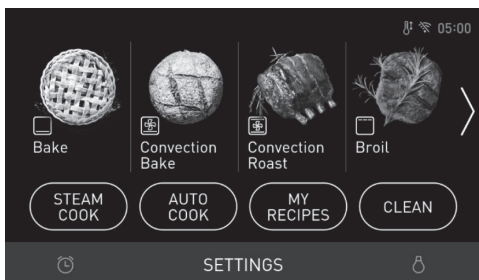 05:00
Bake
Convection
Bake
Convection
Roast
Broil
STEAM
COOK
AUTO
COOK
MY
RECIPES
CLEAN
SETTINGS